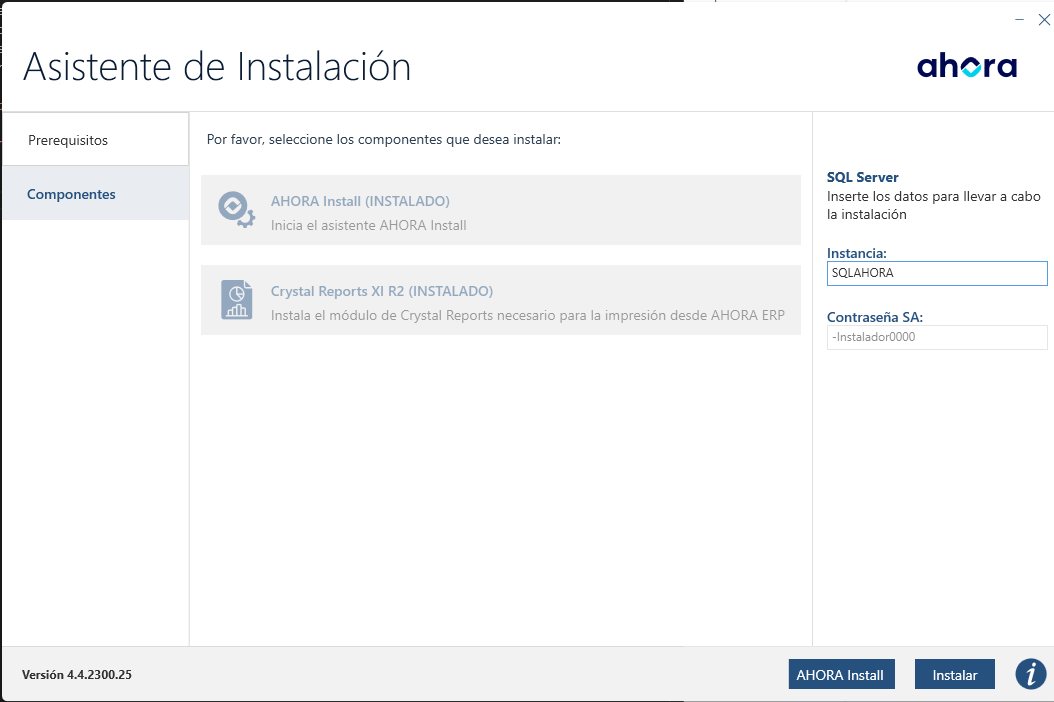 Asistente de Instalación
ahora
Prerequisitos
Componentes
Por favor, seleccione los componentes que desea instalar:
AHORA Install (INSTALADO)
Inicia el asistente AHORA Install
Crystal Reports XI R2 (INSTALADO)
Instala el módulo de Crystal Reports necesario para la impresión desde AHORA ERP
SQL Server
Inserte los datos para llevar a cabo
la instalación
Instancia:
SQLAHORA
Contraseña SA:
-Instalador0000
Versión 4.4.2300.25
AHORA Install
Instalar
i